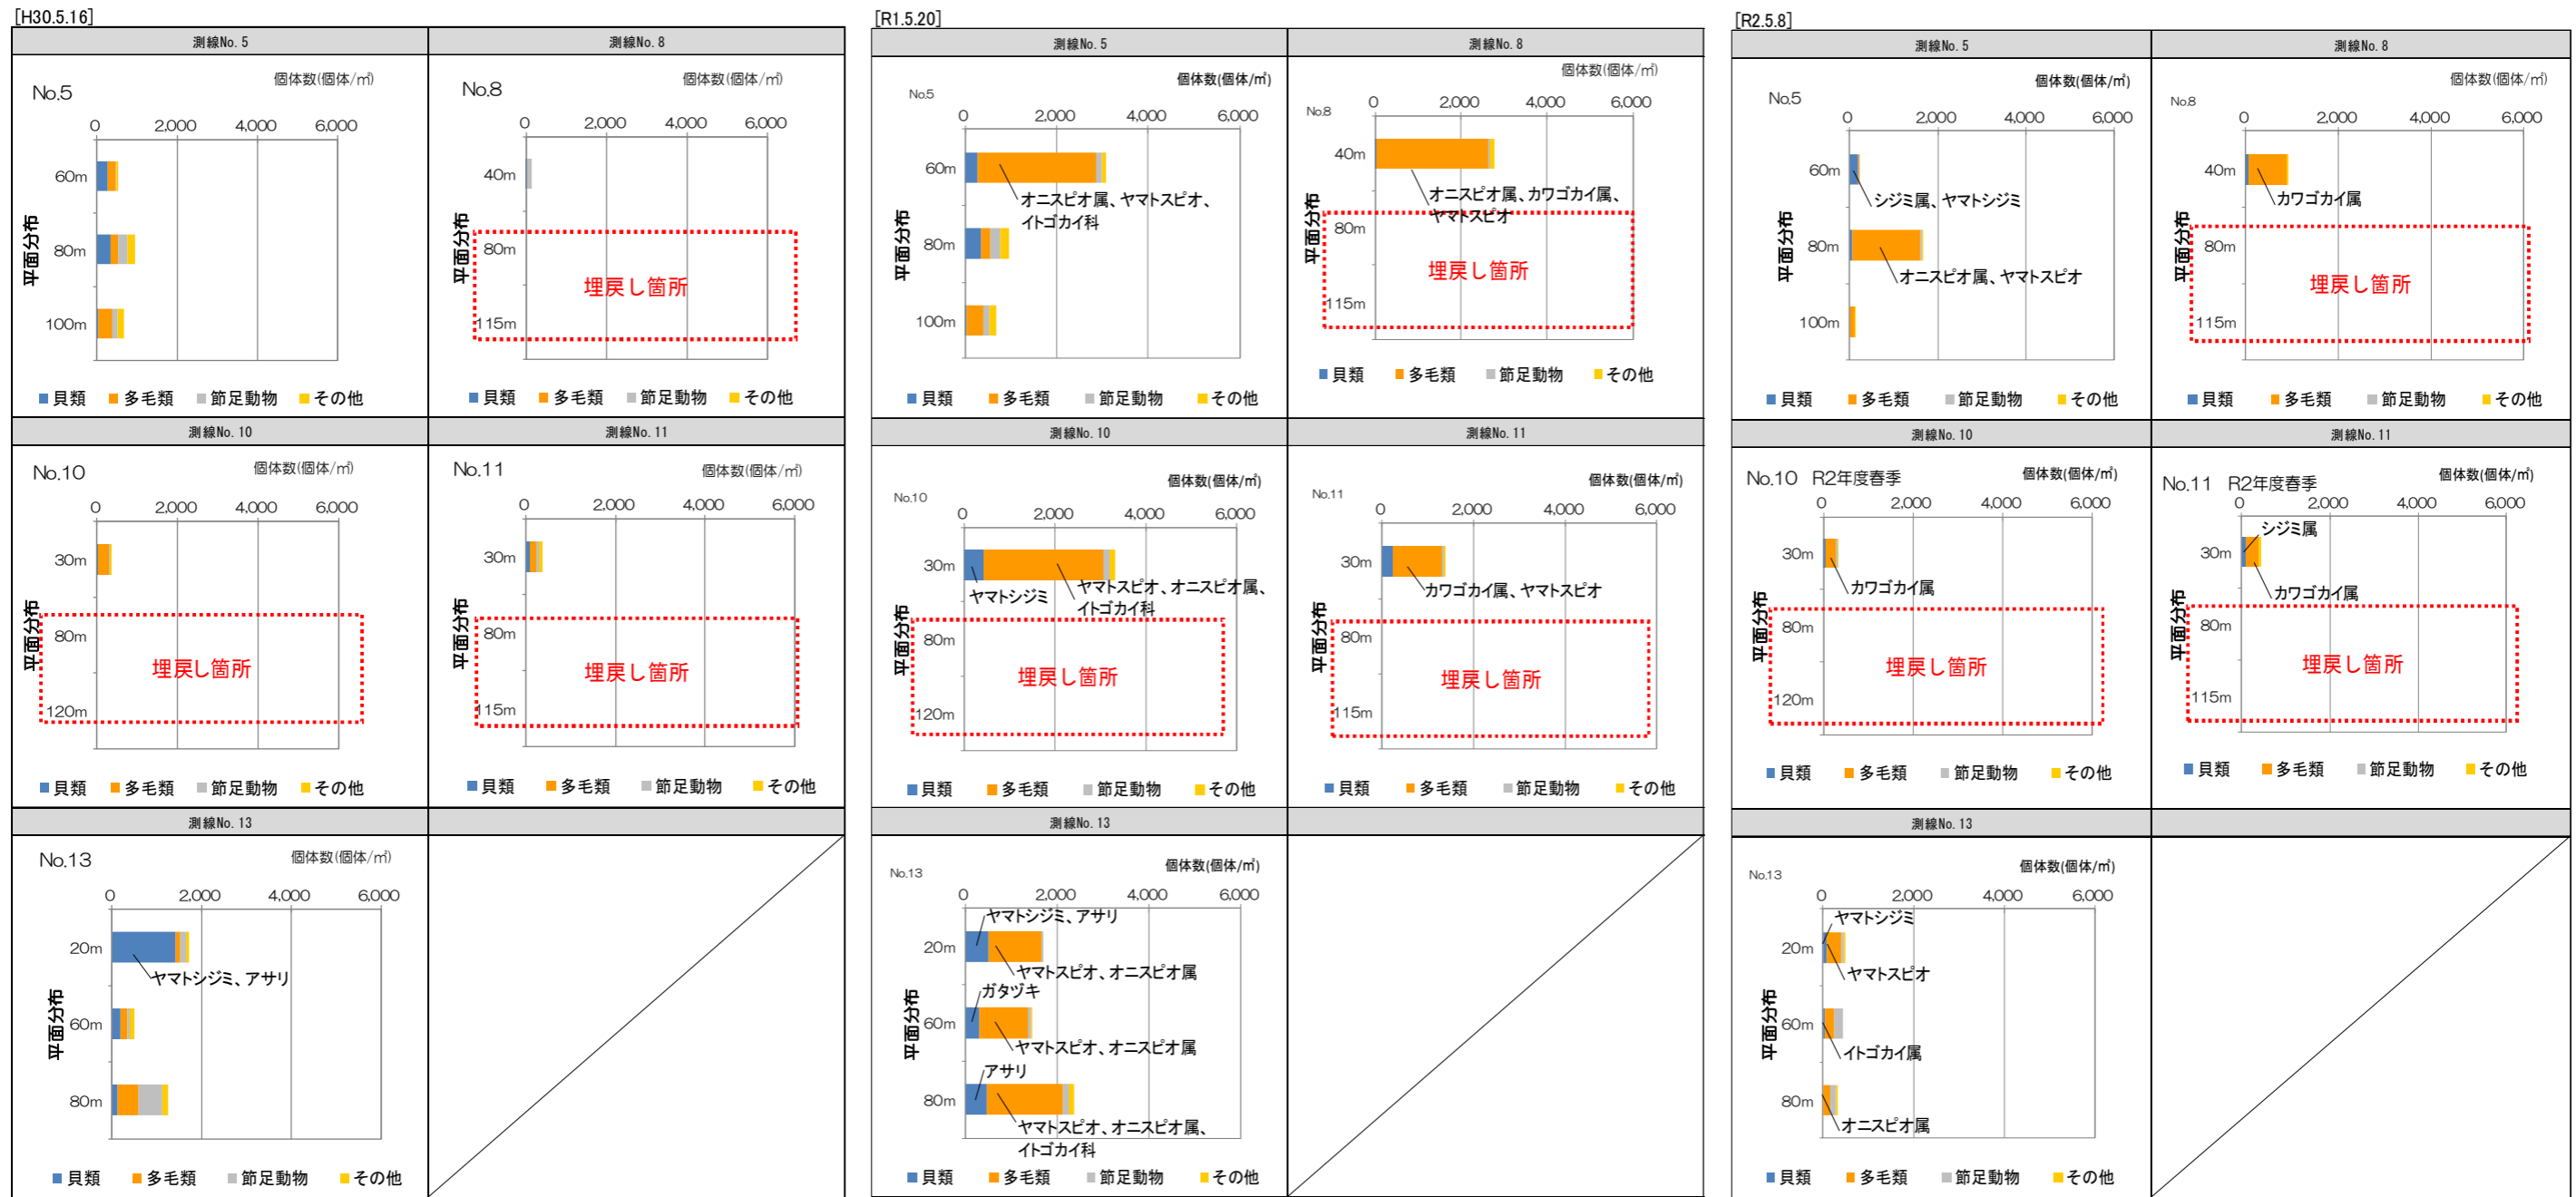 [H30.5.16]
測線No. 5
測線No. 8
No.5
個体数(個体/㎡)
0 2,000 4,000 6,000
60m
80m
100m
平面分布
貝類 多毛類 節足動物 その他
No.8
個体数(個体/㎡)
0 2,000 4,000 6,000
40m
80m
埋戻し箇所
115m
平面分布
貝類 多毛類 節足動物 その他
測線No. 10
測線No. 11
No.10
個体数(個体/㎡)
0 2,000 4,000 6,000
30m
80m
埋戻し箇所
120m
平面分布
貝類 多毛類 節足動物 その他
No.11
個体数(個体/㎡)
0 2,000 4,000 6,000
30m
80m
埋戻し箇所
115m
平面分布
貝類 多毛類 節足動物 その他
測線No. 13
No.13
個体数(個体/㎡)
0 2,000 4,000 6,000
20m
ヤマトシジミ、アサリ
60m
80m
平面分布
貝類 多毛類 節足動物 その他
[R1.5.20]
測線No. 5
測線No. 8
No.5
個体数(個体/㎡)
0 2,000 4,000 6,000
60m
オニスピオ属、ヤマトスピオ、
イトゴカイ科
80m
100m
平面分布
貝類 多毛類 節足動物 その他
No.8
個体数(個体/㎡)
0 2,000 4,000 6,000
40m
オニスピオ属、カワゴカイ属、
ヤマトスピオ
80m
埋戻し箇所
115m
平面分布
貝類 多毛類 節足動物 その他
測線No. 10
測線No. 11
No.10
個体数(個体/㎡)
0 2,000 4,000 6,000
30m
ヤマトシジミ
ヤマトスピオ、オニスピオ属、
イトゴカイ科
80m
埋戻し箇所
120m
平面分布
貝類 多毛類 節足動物 その他
No.11
個体数(個体/㎡)
0 2,000 4,000 6,000
30m
カワゴカイ属、ヤマトスピオ
80m
埋戻し箇所
115m
平面分布
貝類 多毛類 節足動物 その他
測線No. 13
No.13
個体数(個体/㎡)
0 2,000 4,000 6,000
ヤマトシジミ、アサリ
20m
ヤマトスピオ、オニスピオ属
ガタヅキ
60m
ヤマトスピオ、オニスピオ属
アサリ
80m
ヤマトスピオ、オニスピオ属、
イトゴカイ科
平面分布
貝類 多毛類 節足動物 その他
[R2.5.8]
測線No. 5
測線No. 8
No.5
個体数(個体/㎡)
0 2,000 4,000 6,000
60m
シジミ属、ヤマトシジミ
80m
オニスピオ属、ヤマトスピオ
100m
平面分布
貝類 多毛類 節足動物 その他
No.8
個体数(個体/㎡)
0 2,000 4,000 6,000
40m
カワゴカイ属
80m
埋戻し箇所
115m
平面分布
貝類 多毛類 節足動物 その他
測線No. 10
測線No. 11
No.10 R2年度春季
個体数(個体/㎡)
0 2,000 4,000 6,000
30m
カワゴカイ属
80m
埋戻し箇所
120m
平面分布
貝類 多毛類 節足動物 その他
No.11 R2年度春季
個体数(個体/㎡)
0 2,000 4,000 6,000
シジミ属
30m
カワゴカイ属
80m
埋戻し箇所
115m
平面分布
貝類 多毛類 節足動物 その他
測線No. 13
No.13
個体数(個体/㎡)
0 2,000 4,000 6,000
ヤマトシジミ
20m
ヤマトスピオ
60m
イトゴカイ属
80m
オニスピオ属
平面分布
貝類 多毛類 節足動物 その他